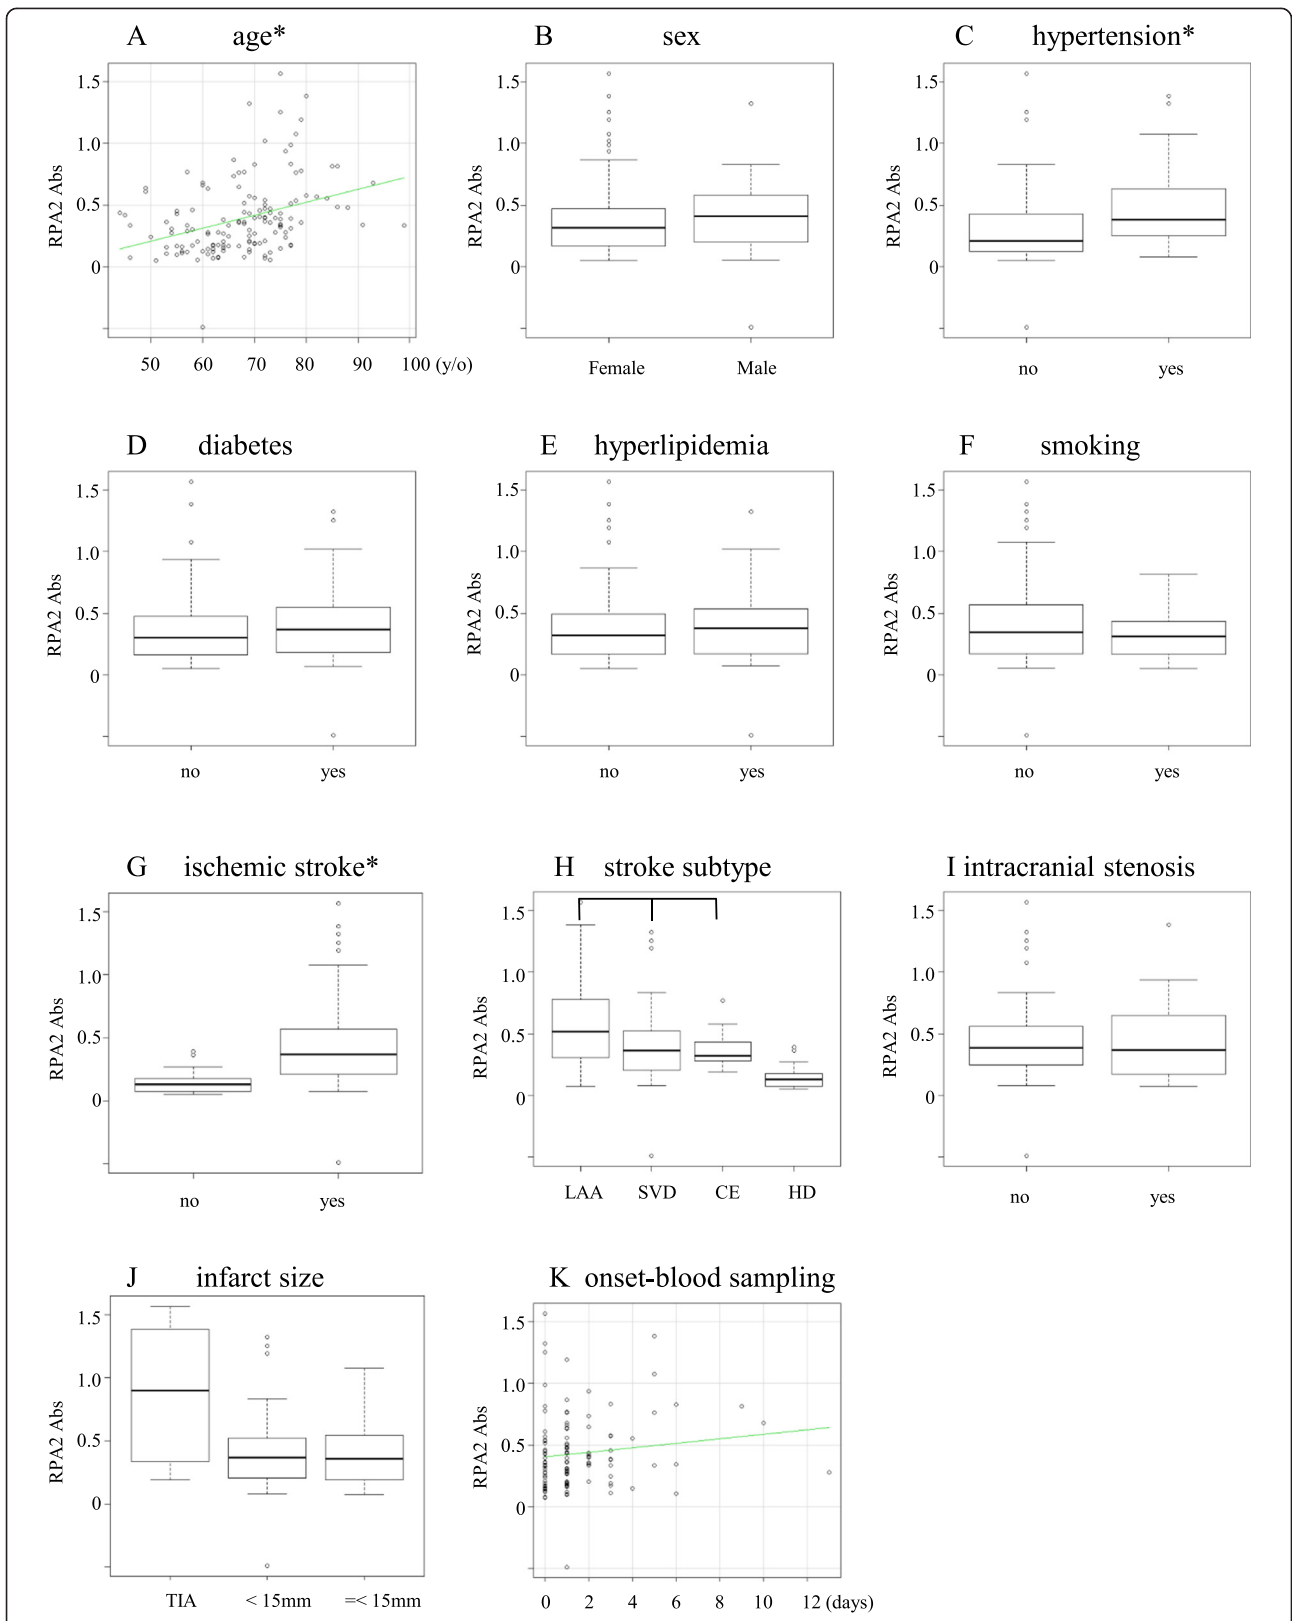 A age*
B sex
C hypertension*
RPA2 Abs
1.5
1.0
0.5
0
50 60 70 80 90 100 (y/o)
RPA2 Abs
1.5
1.0
0.5
0
Female Male
RPA2 Abs
1.5
1.0
0.5
0
no yes
D diabetes
E hyperlipidemia
F smoking
RPA2 Abs
1.5
1.0
0.5
0
no yes
RPA2 Abs
1.5
1.0
0.5
0
no yes
RPA2 Abs
1.5
1.0
0.5
0
no yes
G ischemic stroke*
H stroke subtype
I intracranial stenosis
RPA2 Abs
1.5
1.0
0.5
0
no yes
RPA2 Abs
1.5
1.0
0.5
0
LAA SVD CE HD
RPA2 Abs
1.5
1.0
0.5
0
no yes
J infarct size
K onset-blood sampling
RPA2 Abs
1.5
1.0
0.5
0
TIA < 15mm =< 15mm
RPA2 Abs
1.5
1.0
0.5
0
0 2 4 6 8 10 12 (days)